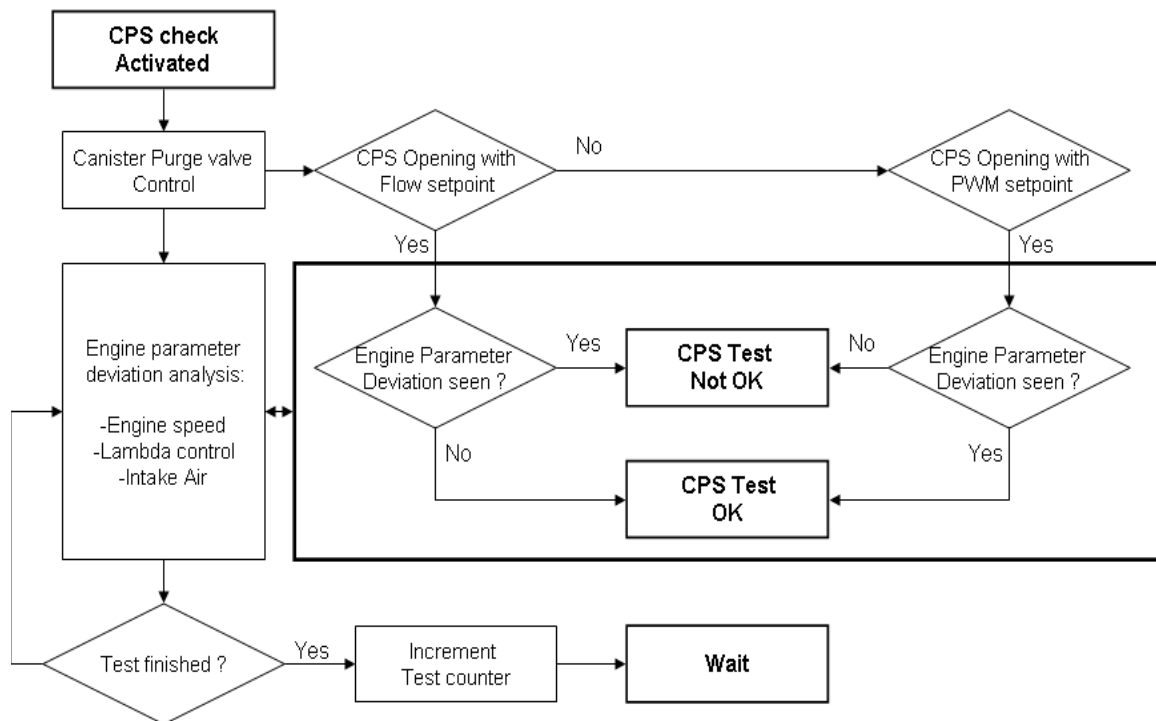 CPS check
Activated
Canister Purge valve
Control
CPS Opening with
Flow setpoint
No
CPS Opening with
PWM setpoint
Yes
Yes
Engine parameter
deviation analysis:
-Engine speed
-Lambda control
-Intake Air
Engine Parameter
Deviation seen ?
Yes
CPS Test
Not OK
No
Engine Parameter
Deviation seen ?
No
Yes
CPS Test
OK
Test finished ?
Yes
Increment
Test counter
Wait